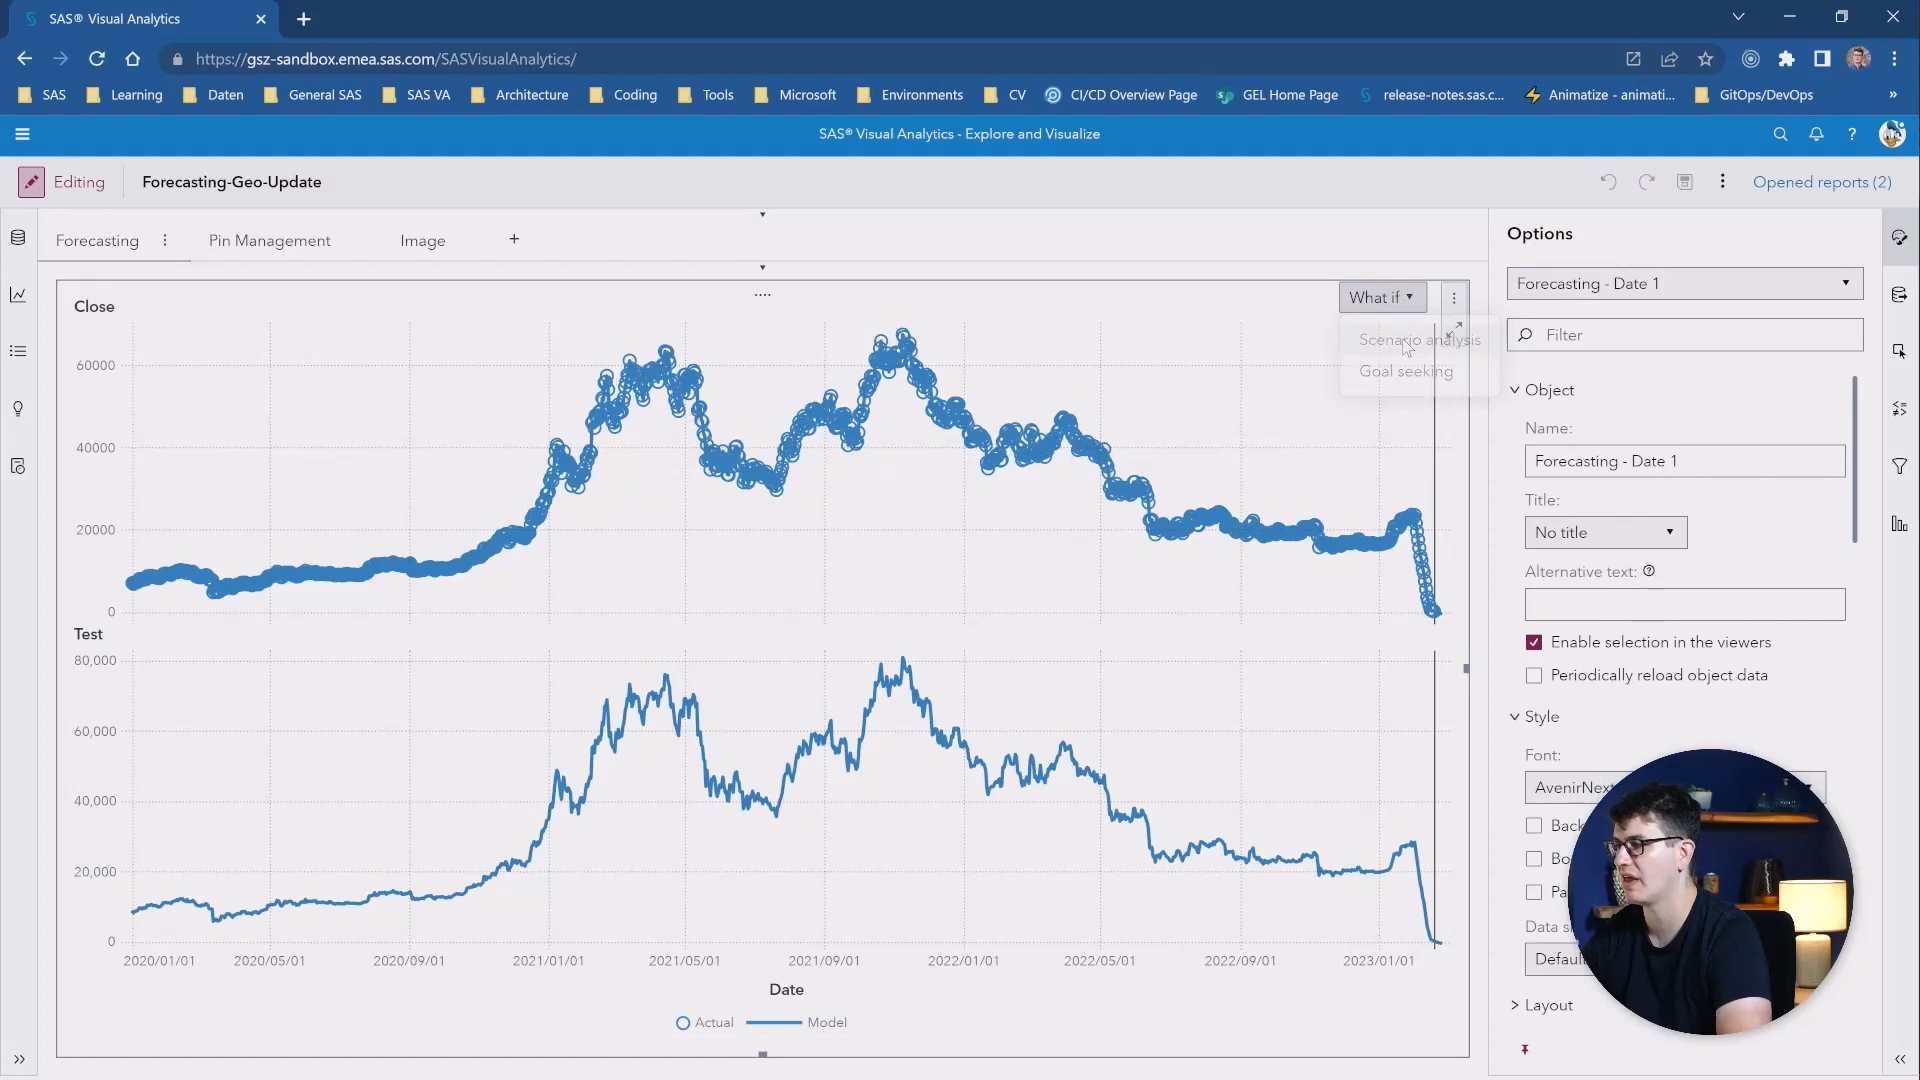 SAS® Visual Analytics
https://gsz-sandbox.emea.sas.com/SASVisualAnalytics/
SAS Learning Daten General SAS SAS VA Architecture Coding Tools Microsoft Environments CV CI/CD Overview Page GEL Home Page release-notes.sas.c... Animatize - animati... GitOps/DevOps »
SAS® Visual Analytics - Explore and Visualize
Editing Forecasting-Geo-Update Opened reports (2)
Forecasting Pin Management Image +
Close
What if
Scenario analysis
Goal seeking
60000
40000
20000
0
Test
80,000
60,000
40,000
20,000
0
2020/01/01 2020/05/01 2020/09/01 2021/01/01 2021/05/01 2021/09/01 2022/01/01 2022/05/01 2022/09/01 2023/01/01
Date
Actual Model
Options
Forecasting - Date 1
Filter
Object
Name:
Forecasting - Date 1
Title:
No title
Alternative text:
Enable selection in the viewers
Periodically reload object data
Style
Font:
Layout